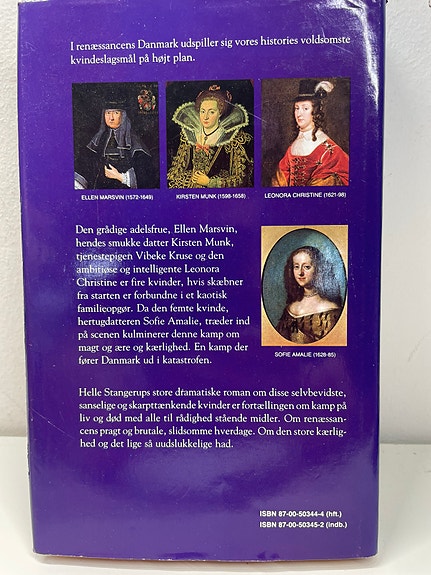 I renæssancens Danmark udspiller sig vores histories voldsomste
kvindeslagsmål på højt plan.
ELLEN MARSVIN (1572-1649)
KIRSTEN MUNK (1598-1658)
LEONORA CHRISTINE (1621-98)
Den grådige adelsfrue, Ellen Marsvin,
hendes smukke datter Kirsten Munk,
tjenestepigen Vibeke Kruse og den
ambitiøse og intelligente Leonora
Christine er fire kvinder, hvis skæbner
fra starten er forbundne i et kaotisk
familieopgør. Da den femte kvinde,
hertugdatteren Sofie Amalie, træder ind
på scenen kulminerer denne kamp om
magt og ære og kærlighed. En kamp der
fører Danmark ud i katastrofen.
SOFIE AMALIE (1628-85)
Helle Stangerups store dramatiske roman om disse selvbevidste,
sanselige og skarpttænkende kvinder er fortællingen om kamp på
liv og død med alle til rådighed stående midler. Om renæssan-
cens pragt og brutale, slidsomme hverdage. Om den store kærlig-
hed og det lige så uudslukkelige had.
ISBN 87-00-50344-4 (hft.)
ISBN 87-00-50345-2 (indb.)